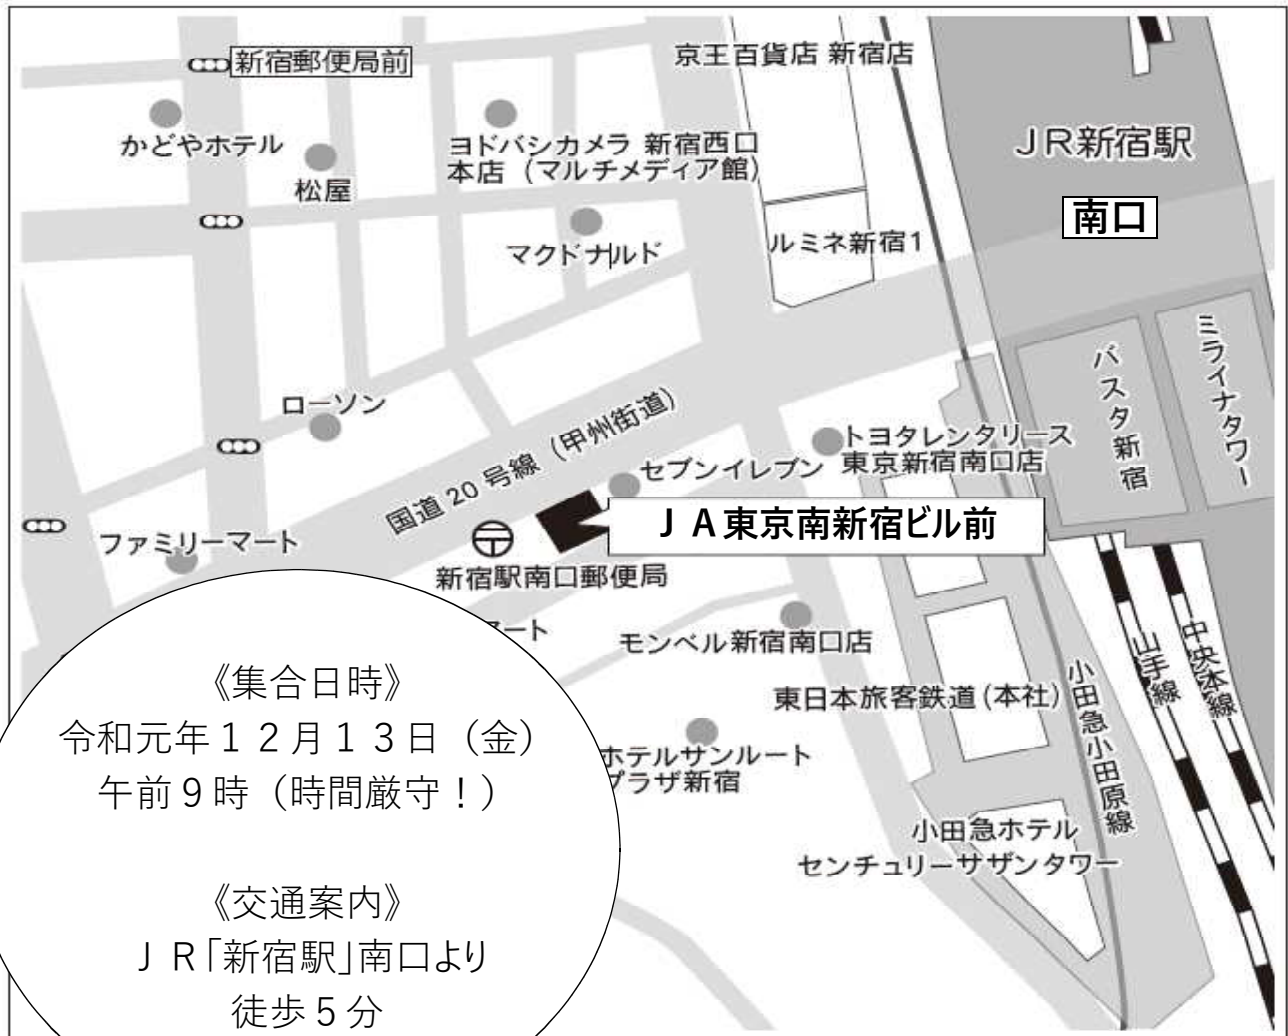 新宿郵便局前
京王百貨店 新宿店
かどやホテル
松屋
ヨドバシカメラ 新宿西口
本店（マルチメディア館）
JR新宿駅
南口
マクドナルド
ルミネ新宿1
ミライナタワー
バスタ新宿
ローソン
国道20号線（甲州街道）
トヨタレンタリース
東京新宿南口店
セブンイレブン
ＪＡ東京南新宿ビル前
ファミリーマート
新宿駅南口郵便局
ート
モンベル新宿南口店
山手線
中央本線
東日本旅客鉄道(本社)
小田急小田原線
ホテルサンルート
プラザ新宿
小田急ホテル
センチュリーサザンタワー
《集合日時》
令和元年１２月１３日（金）
午前９時（時間厳守！）
《交通案内》
ＪＲ「新宿駅」南口より
徒歩５分